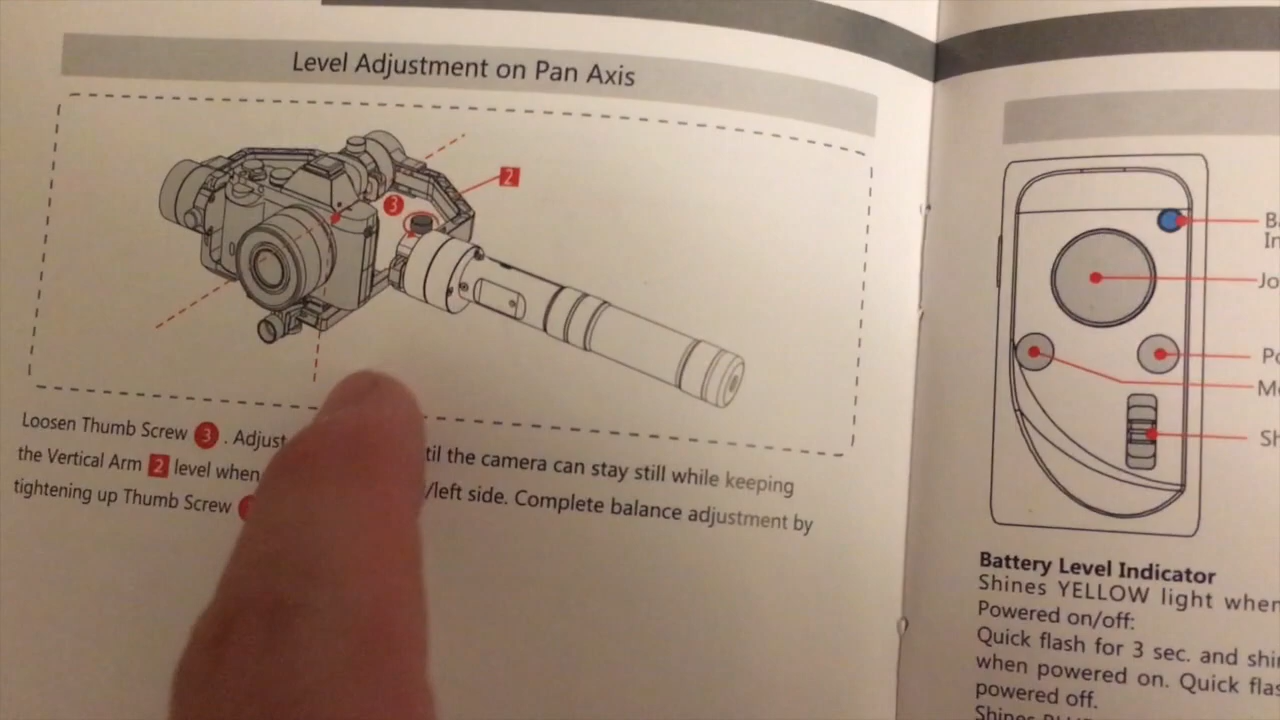 Level Adjustment on Pan Axis
2
3
Loosen Thumb Screw 3 . Adjust the camera can stay still while keeping
the Vertical Arm 2 level when /left side. Complete balance adjustment by
tightening up Thumb Screw
Battery Level Indicator
Shines YELLOW light when
Powered on/off:
Quick flash for 3 sec. and
when powered on. Quick
powered off.
Shines